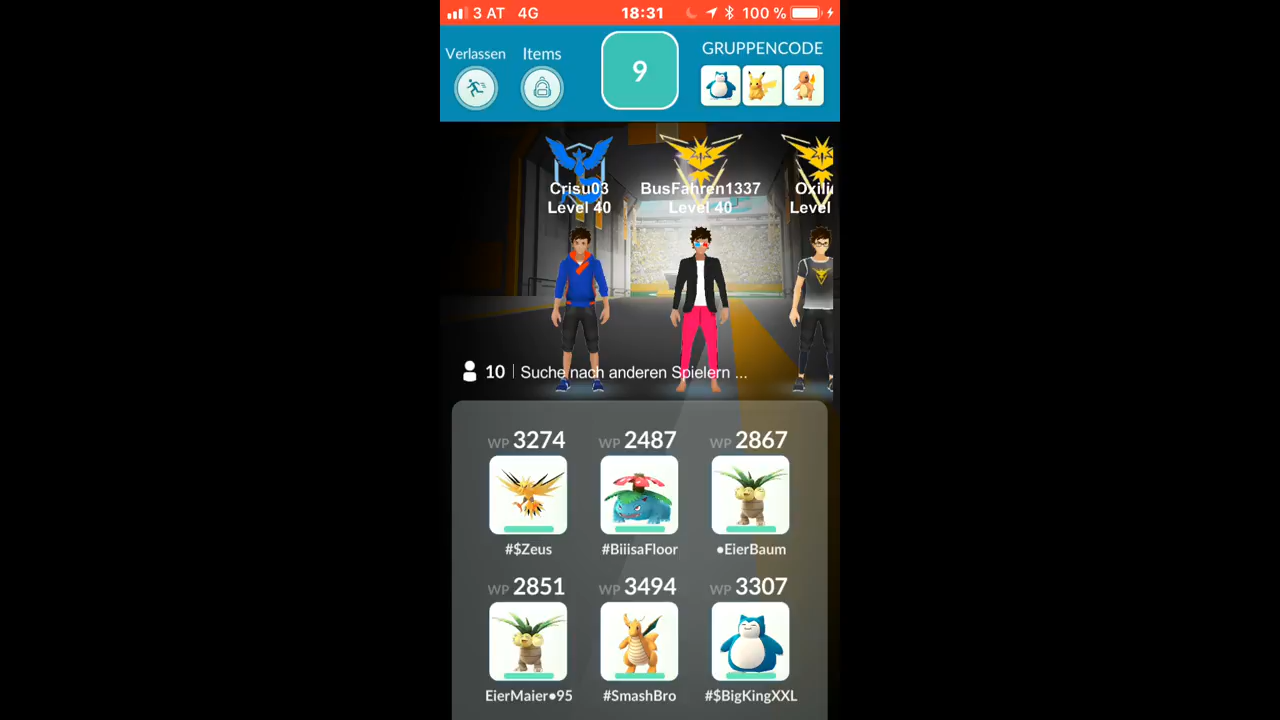 3 AT 4G 18:31 100 %
Verlassen Items 9 GRUPPENCODE
Crisu03 BusFahren1337
Level 40 Level 40 Level
10 Suche nach anderen Spielern ...
WP 3274 WP 2487 WP 2867
#$Zeus #BiiisaFloor •EierBaum
WP 2851 WP 3494 WP 3307
EierMaier•95 #SmashBro #$BigKingXXL